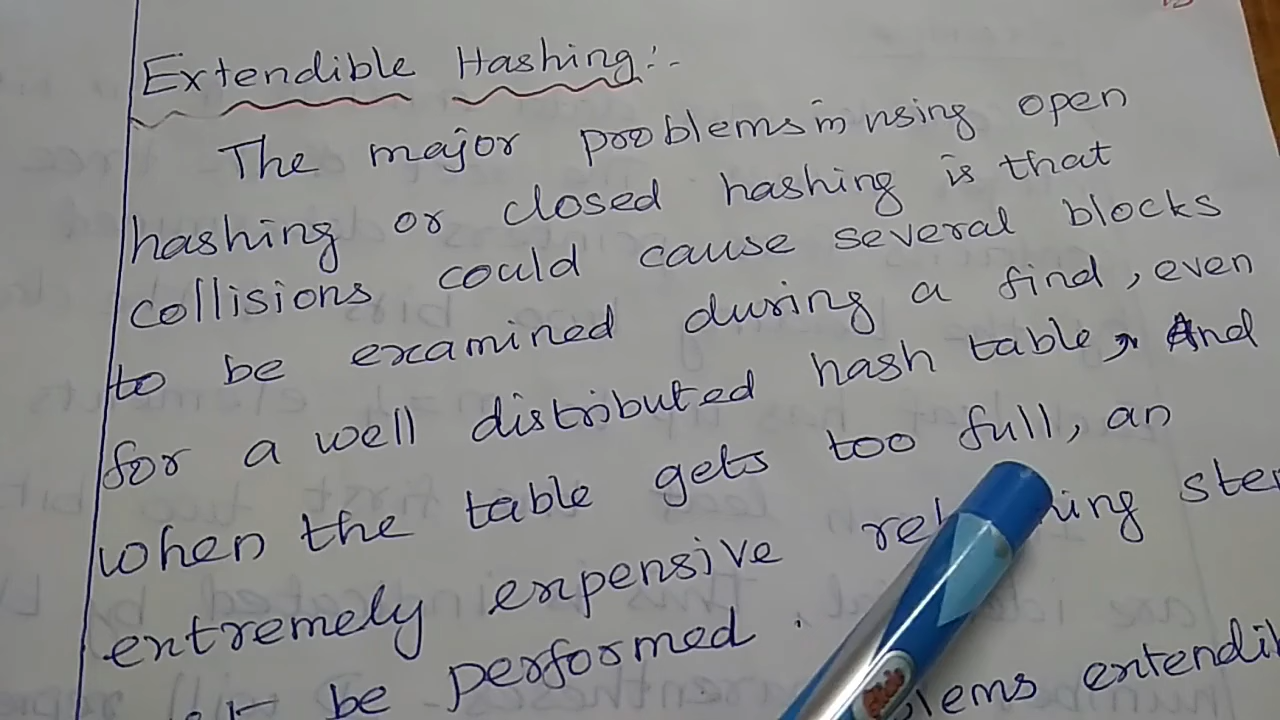 Extendible Hashing:-
The major problems in using open
hashing or closed hashing is that
collisions could cause several blocks
to be examined during a find, even
for a well distributed hash table, And
when the table gets too full, an
extremely expensive
be performed.